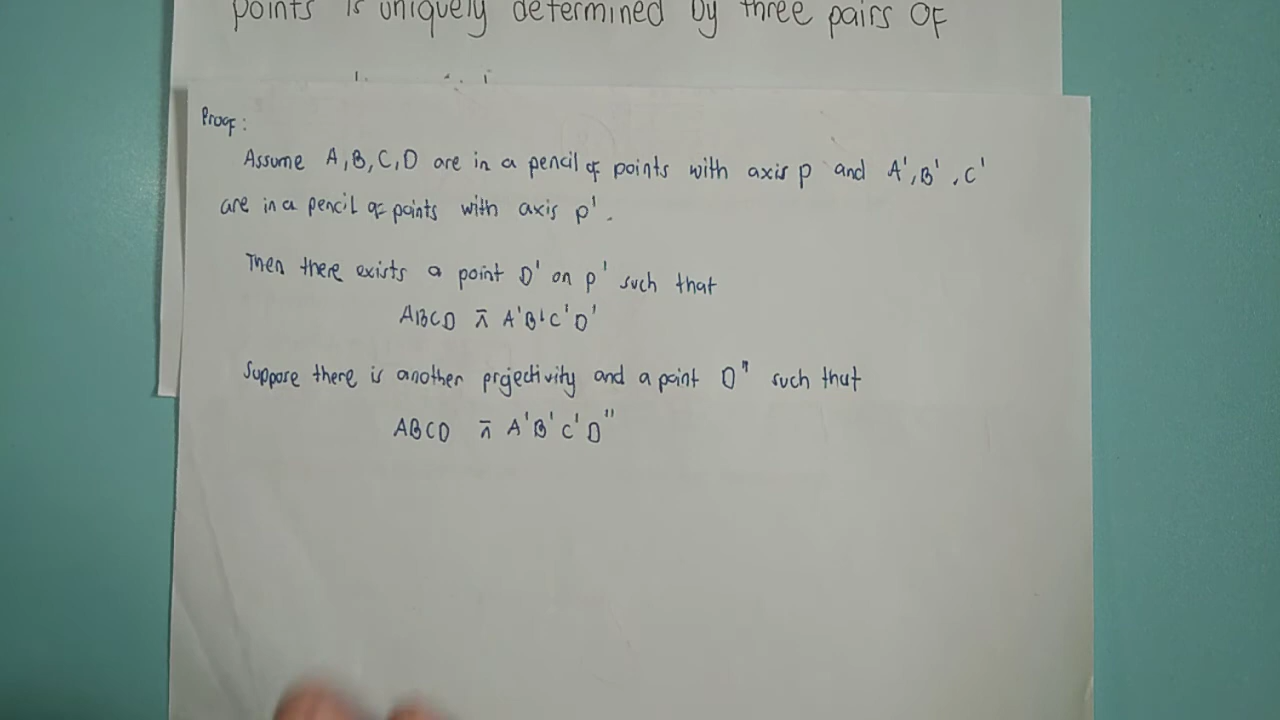 points is uniquely determined by three pairs of
Proof:
Assume A, B, C, D are in a pencil of points with axis p and A', B', C'
are in a pencil of points with axis p'.
Then there exists a point D' on p' such that
ABCD ⊼ A'B'C'D'
Suppose there is another projectivity and a point D" such that
ABCD ⊼ A'B'C'D"